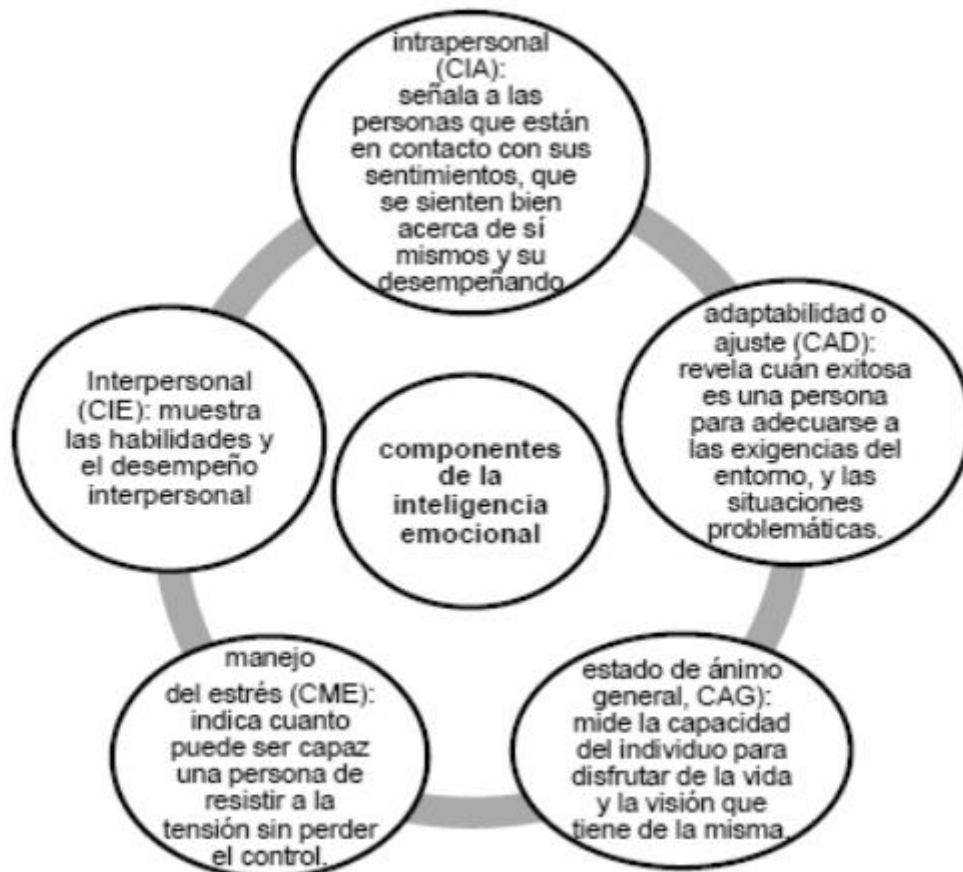 intrapersonal
(CIA):
señala a las
personas que están
en contacto con sus
sentimientos, que
se sienten bien
acerca de sí
mismos y su
desempeñando
adaptabilidad o
ajuste (CAD):
revela cuán exitosa
es una persona
para adecuarse a
las exigencias del
entorno, y las
situaciones
problemáticas.
estado de ánimo
general, CAG):
mide la capacidad
del individuo para
disfrutar de la vida
y la visión que
tiene de la misma.
manejo
del estrés (CME):
indica cuanto
puede ser capaz
una persona de
resistir a la
tensión sin perder
el control.
Interpersonal
(CIE): muestra
las habilidades y
el desempeño
interpersonal
componentes
de la
inteligencia
emocional